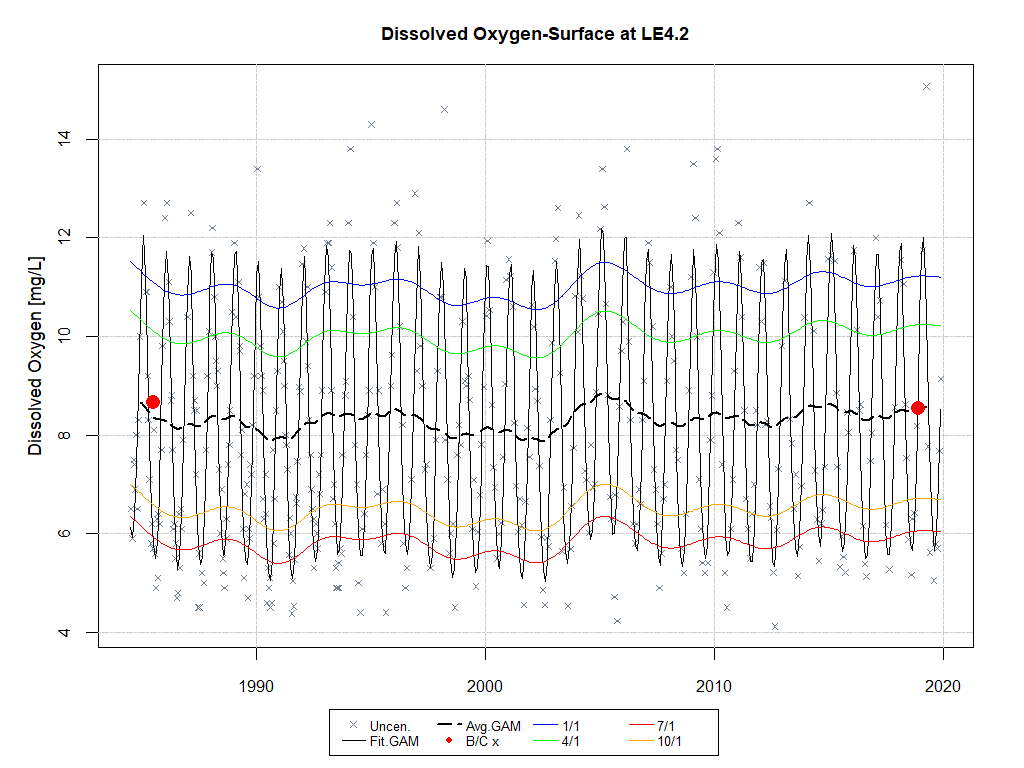 Dissolved Oxygen-Surface at LE4.2
Dissolved Oxygen [mg/L]
14
12
10
8
6
4
1990 2000 2010 2020
Uncen. Avg.GAM 1/1 7/1
Fit.GAM B/C x 4/1 10/1